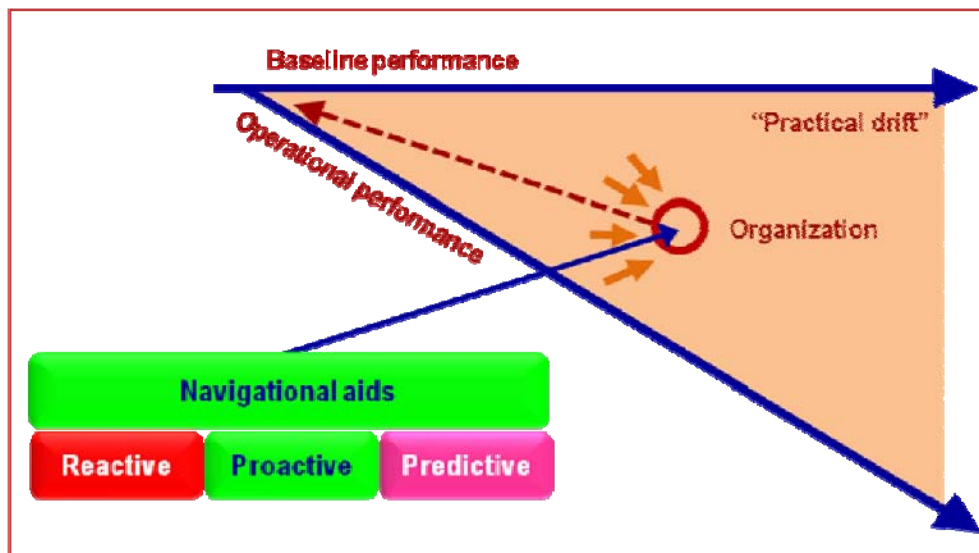 Baseline performance
"Practical drift"
Operational performance
Organization
Navigational aids
Reactive
Proactive
Predictive